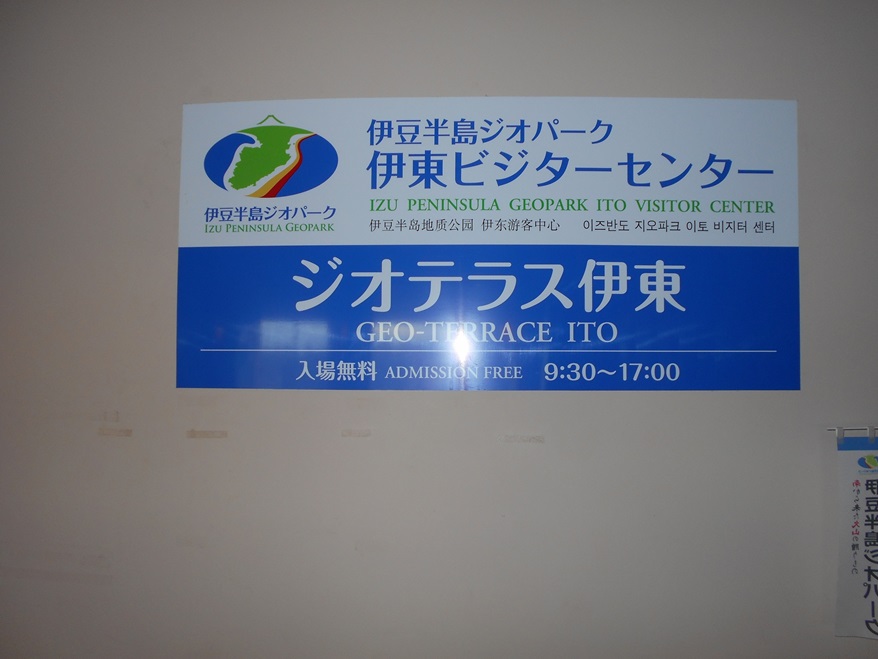 伊豆半島ジオパーク
IZU PENINSULA GEOPARK
伊豆半島ジオパーク
伊東ビジターセンター
IZU PENINSULA GEOPARK ITO VISITOR CENTER
伊豆半岛地质公园 伊东游客中心 이즈반도 지오파크 이토 비지터 센터
ジオテラス伊東
GEO-TERRACE ITO
入場無料 ADMISSION FREE 9:30～17:00
伊豆半島ジオパーク